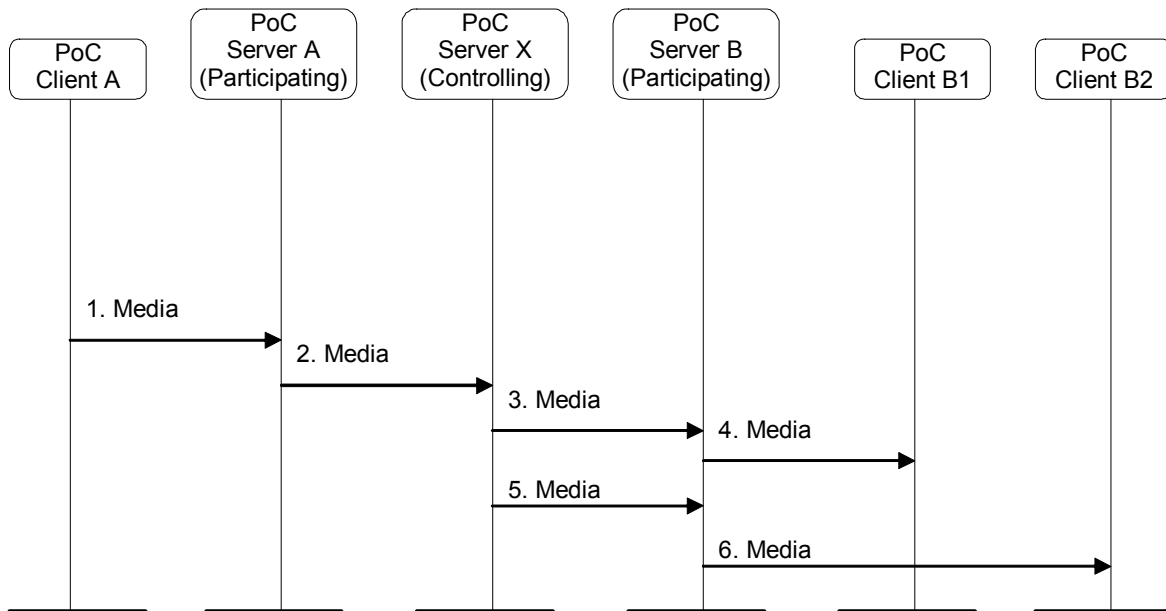 PoC
Client A
PoC
Server A
(Participating)
PoC
Server X
(Controlling)
PoC
Server B
(Participating)
PoC
Client B1
PoC
Client B2
1. Media
2. Media
3. Media
4. Media
5. Media
6. Media